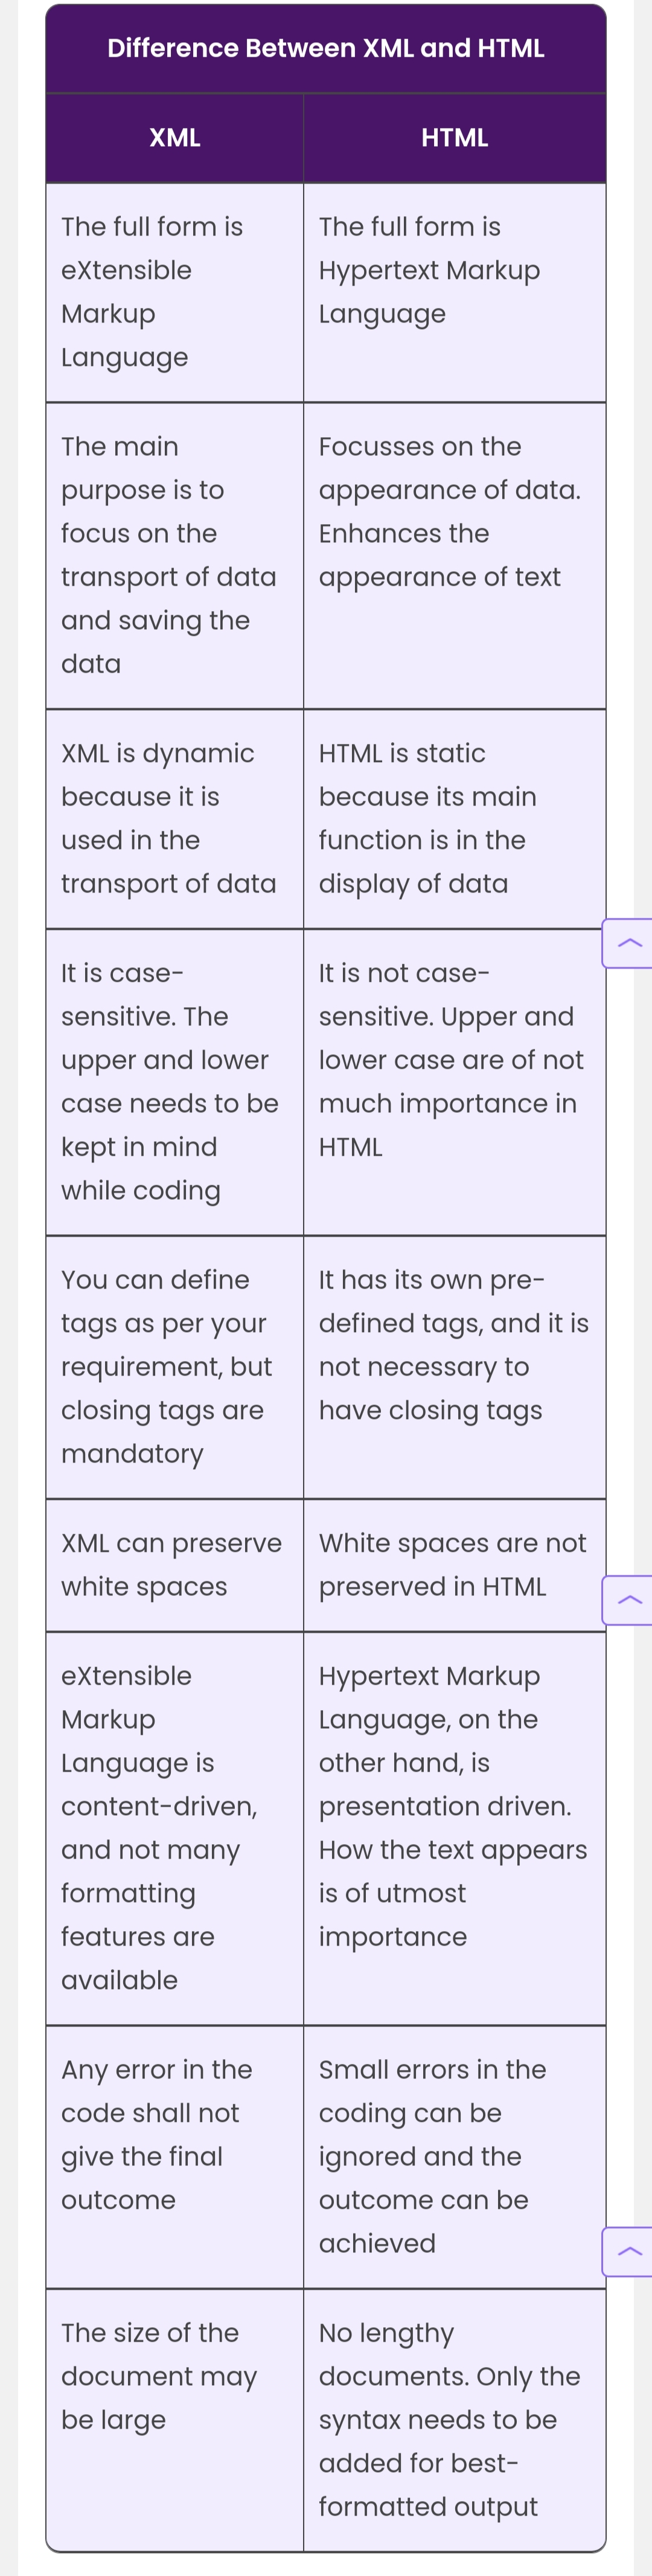 Difference Between XML and HTML
XML
HTML
The full form is
eXtensible
Markup
Language
The full form is
Hypertext Markup
Language
The main
purpose is to
focus on the
transport of data
and saving the
data
Focusses on the
appearance of data.
Enhances the
appearance of text
XML is dynamic
because it is
used in the
transport of data
HTML is static
because its main
function is in the
display of data
It is case-
sensitive. The
upper and lower
case needs to be
kept in mind
while coding
It is not case-
sensitive. Upper and
lower case are of not
much importance in
HTML
You can define
tags as per your
requirement, but
closing tags are
mandatory
It has its own pre-
defined tags, and it is
not necessary to
have closing tags
XML can preserve
white spaces
White spaces are not
preserved in HTML
eXtensible
Markup
Language is
content-driven,
and not many
formatting
features are
available
Hypertext Markup
Language, on the
other hand, is
presentation driven.
How the text appears
is of utmost
importance
Any error in the
code shall not
give the final
outcome
Small errors in the
coding can be
ignored and the
outcome can be
achieved
The size of the
document may
be large
No lengthy
documents. Only the
syntax needs to be
added for best-
formatted output